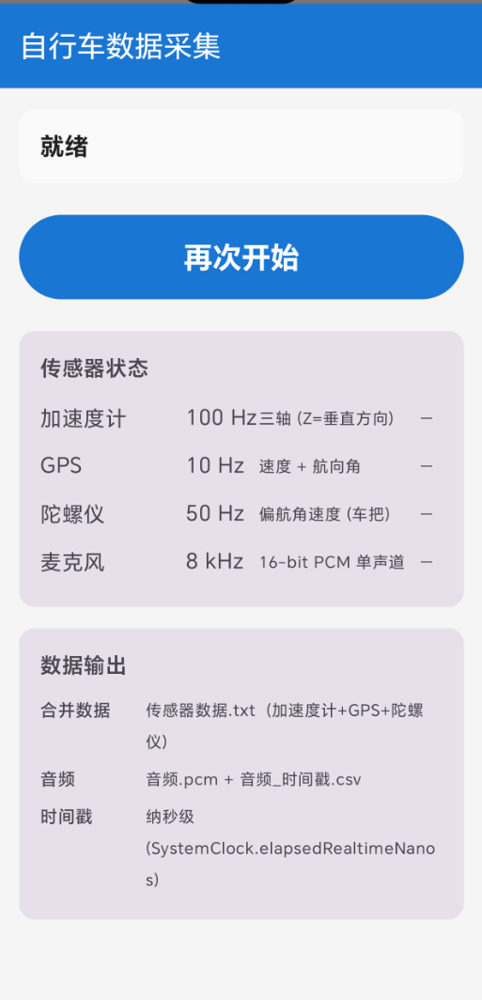 自行车数据采集
就绪
再次开始
传感器状态
加速度计 100 Hz 三轴 (Z=垂直方向) —
GPS 10 Hz 速度 + 航向角 —
陀螺仪 50 Hz 偏航角速度 (车把) —
麦克风 8 kHz 16-bit PCM 单声道 —
数据输出
合并数据 传感器数据.txt（加速度计+GPS+陀螺
仪）
音频 音频.pcm + 音频_时间戳.csv
时间戳 纳秒级
(SystemClock.elapsedRealtimeNano
s)